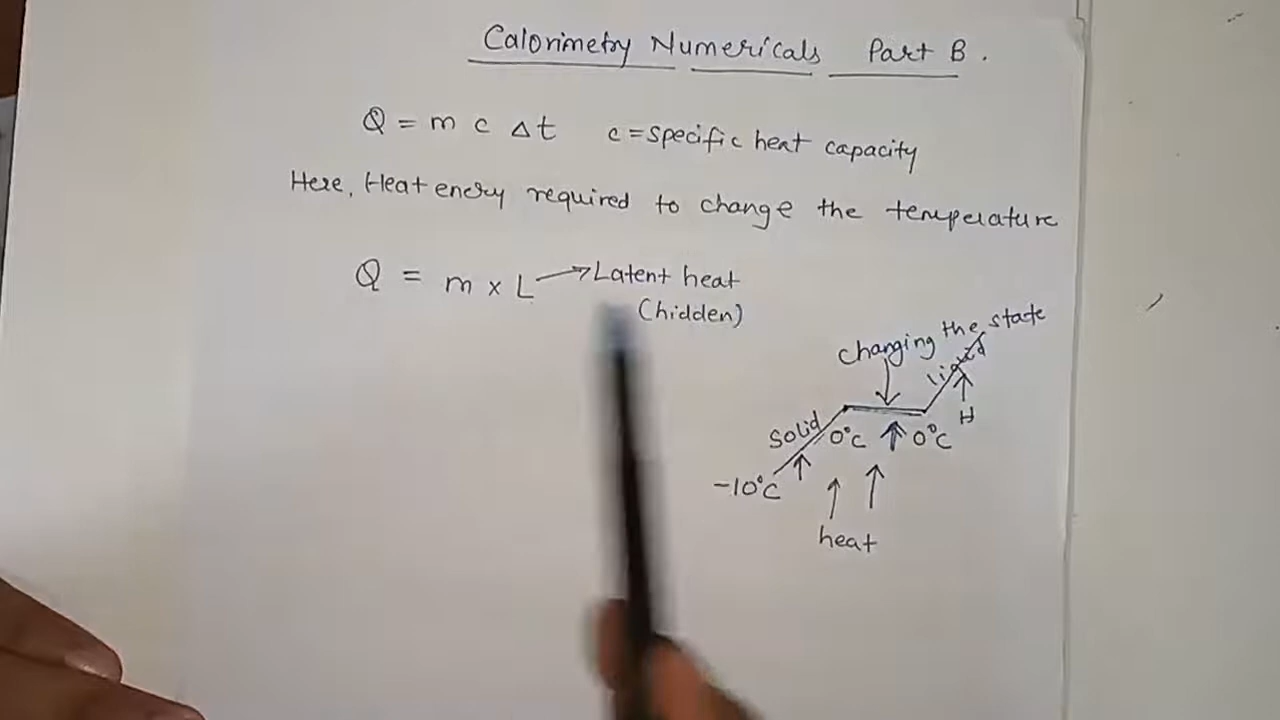 Calorimetry Numericals Part B.
Q = m c Δt c = specific heat capacity
Here, Heat enery required to change the temperature
Q = m × L → Latent heat
(hidden)
changing the state
liquid
Solid
0°C 0°C H
-10°C
heat